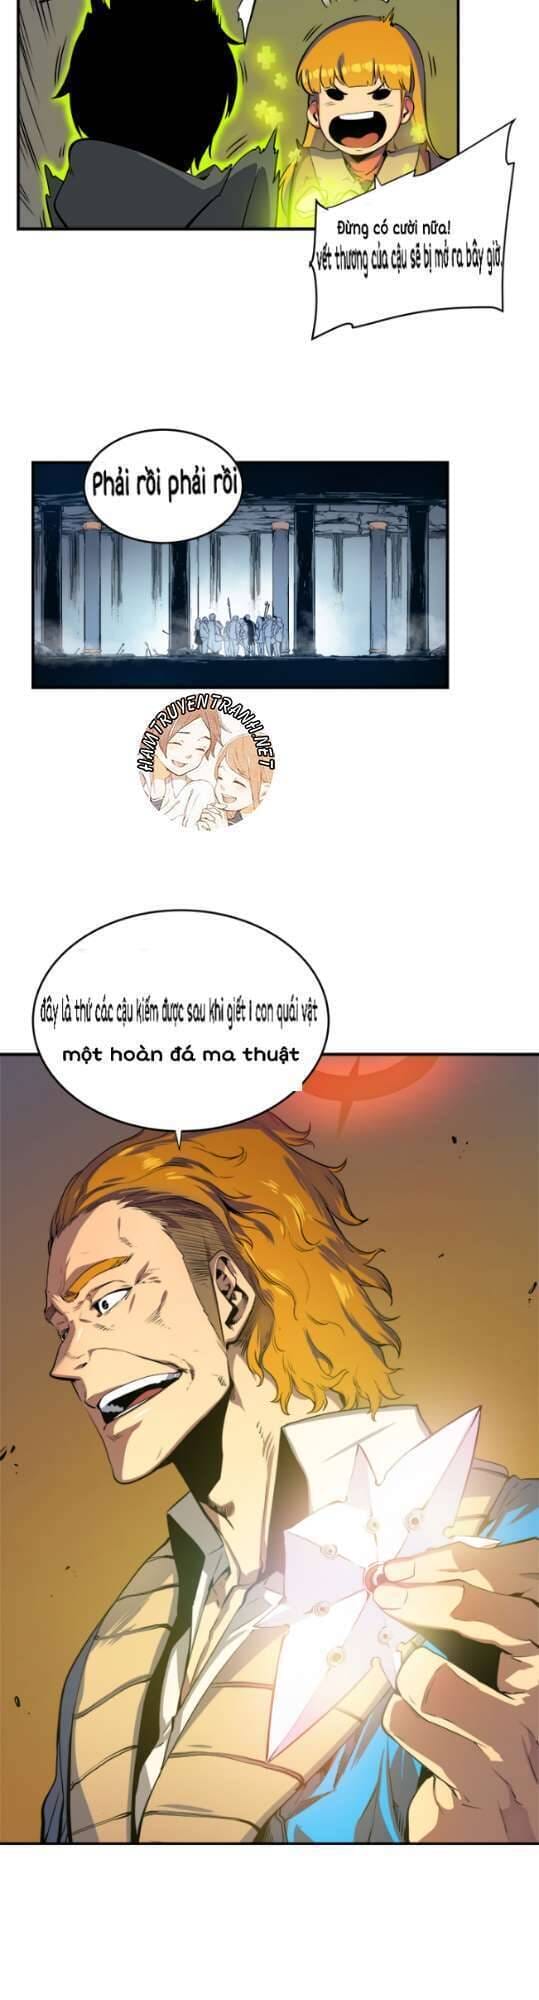 Đừng có cười nữa!
vết thương của cậu sẽ bị mở ra bây giờ
Phải rồi phải rồi
HAMTRUYENTRANH.NET
đây là thứ các cậu kiếm được sau khi giết 1 con quái vật
một hoàn đá ma thuật